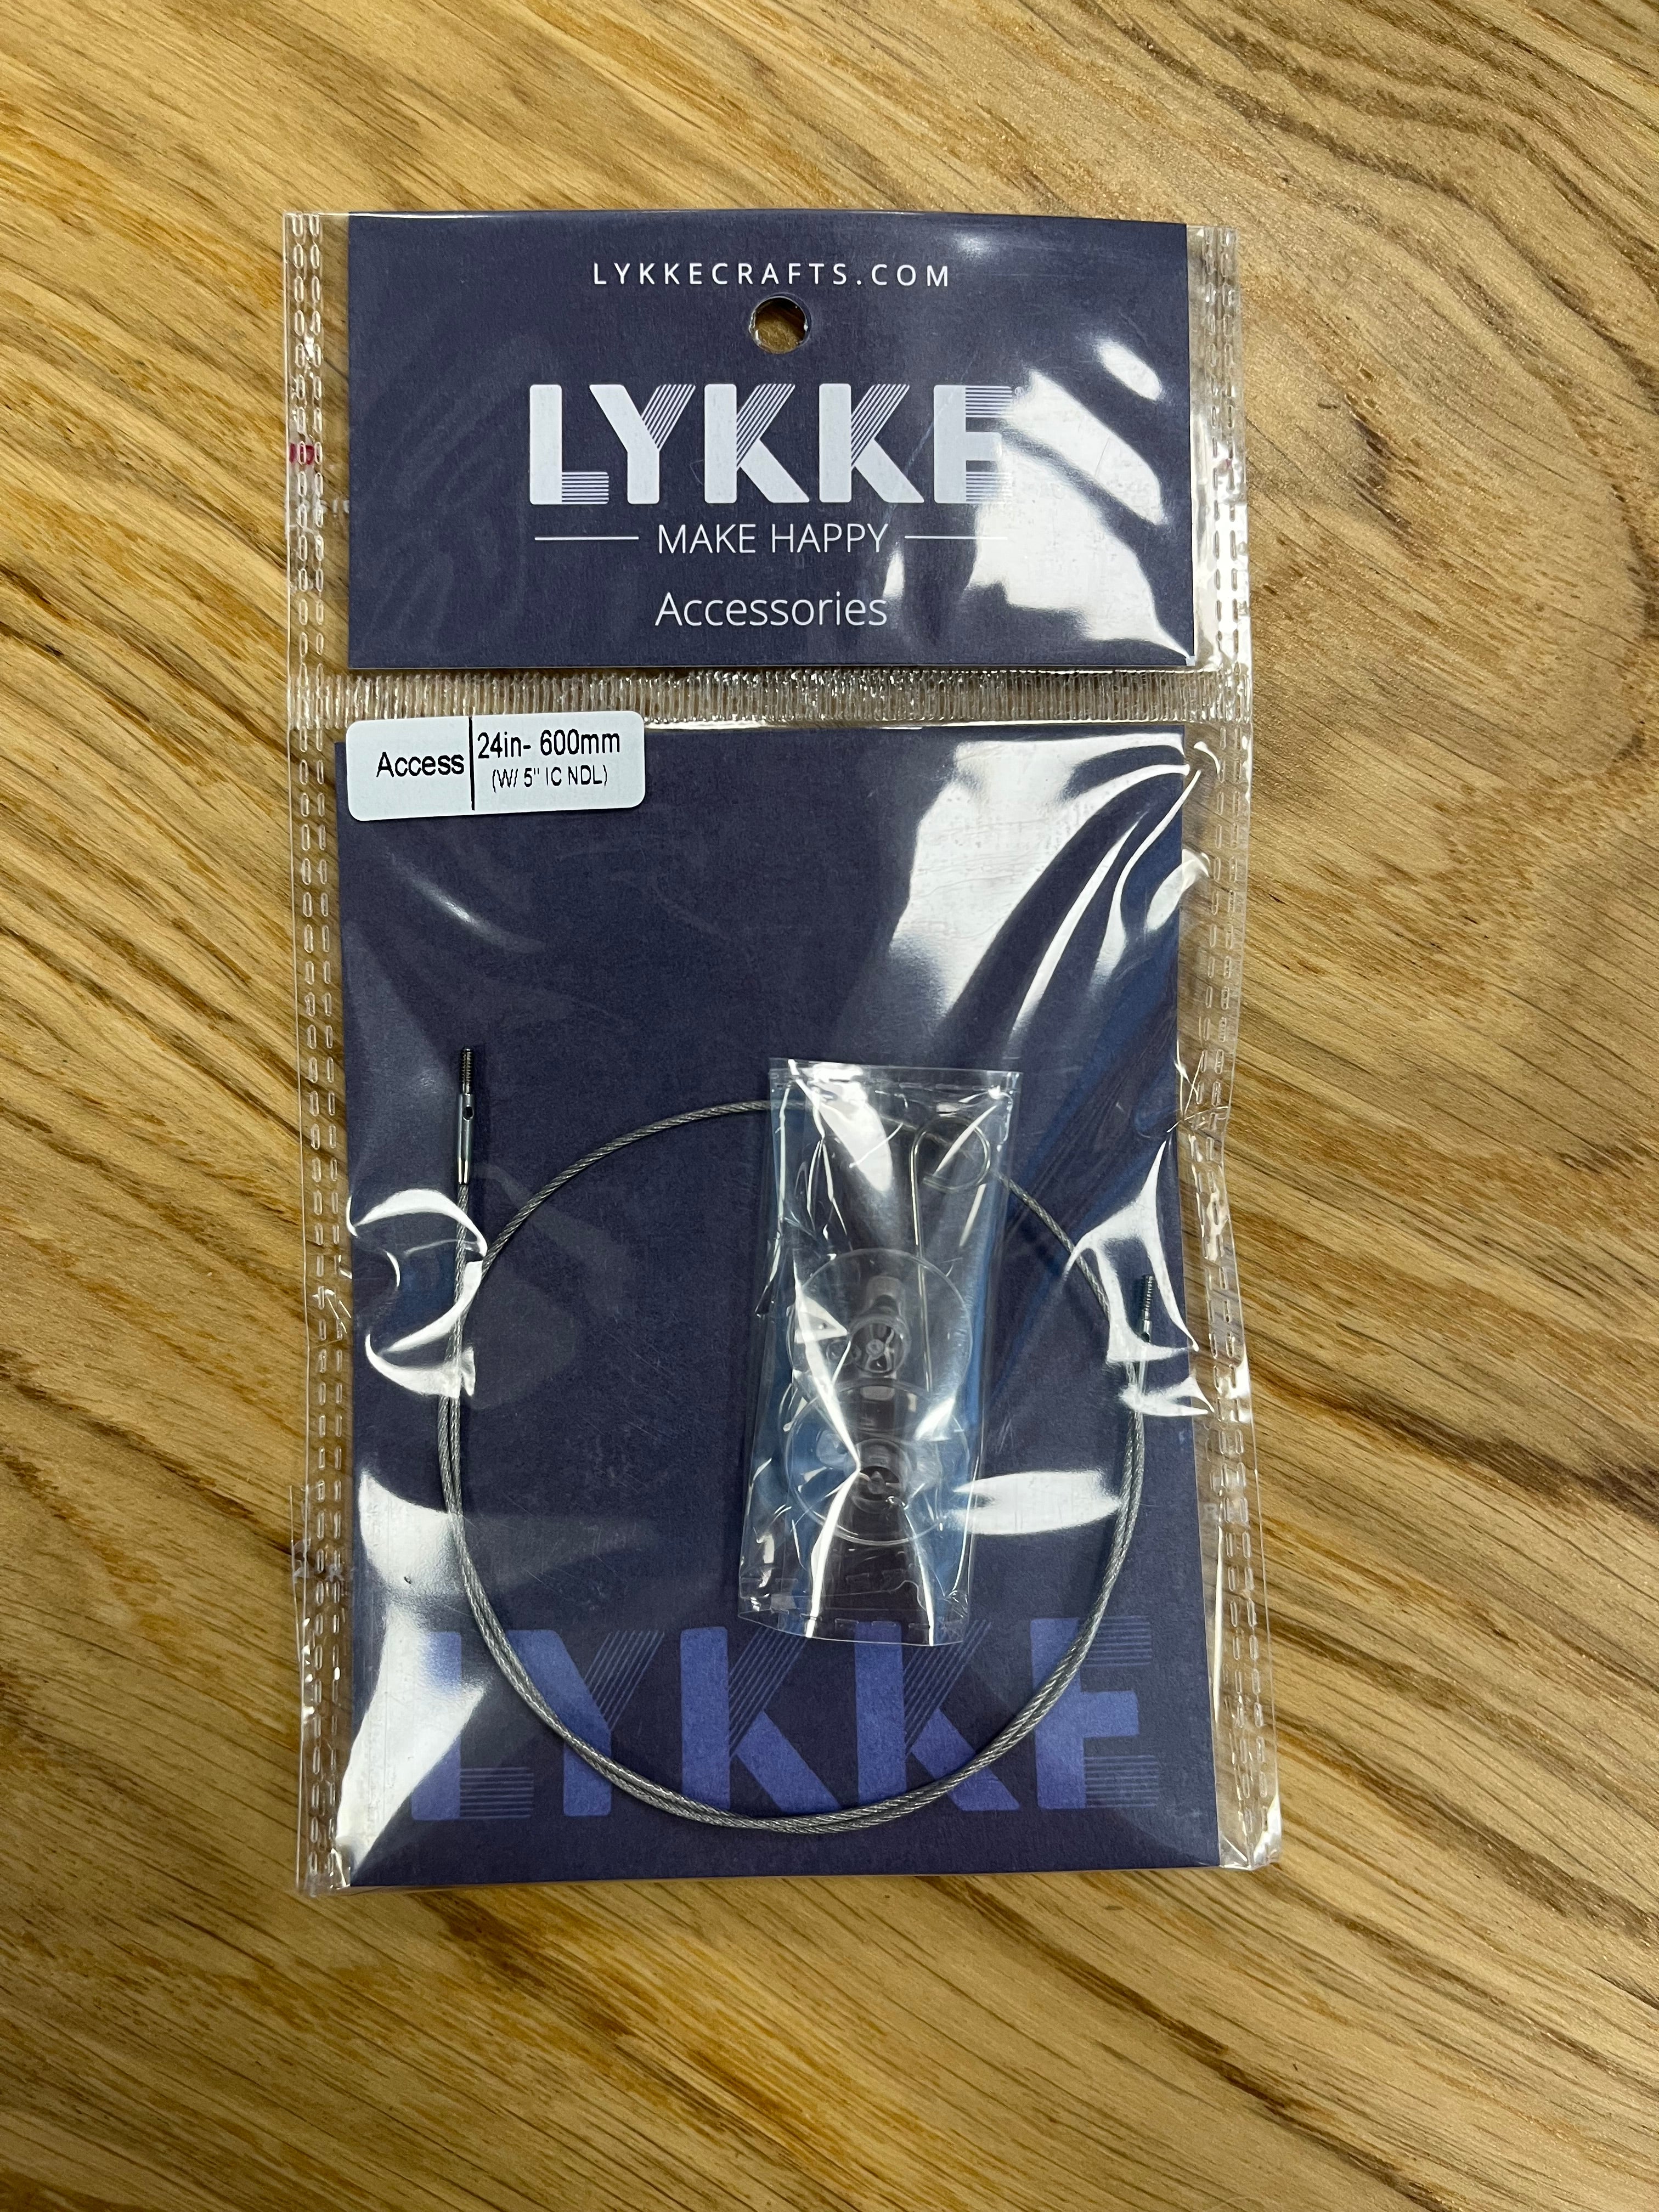 LYKKECRAFTS.COM
LYKKE
MAKE HAPPY
Accessories
Access
24in- 600mm
(W/ 5" IC NDL)
LYKKE